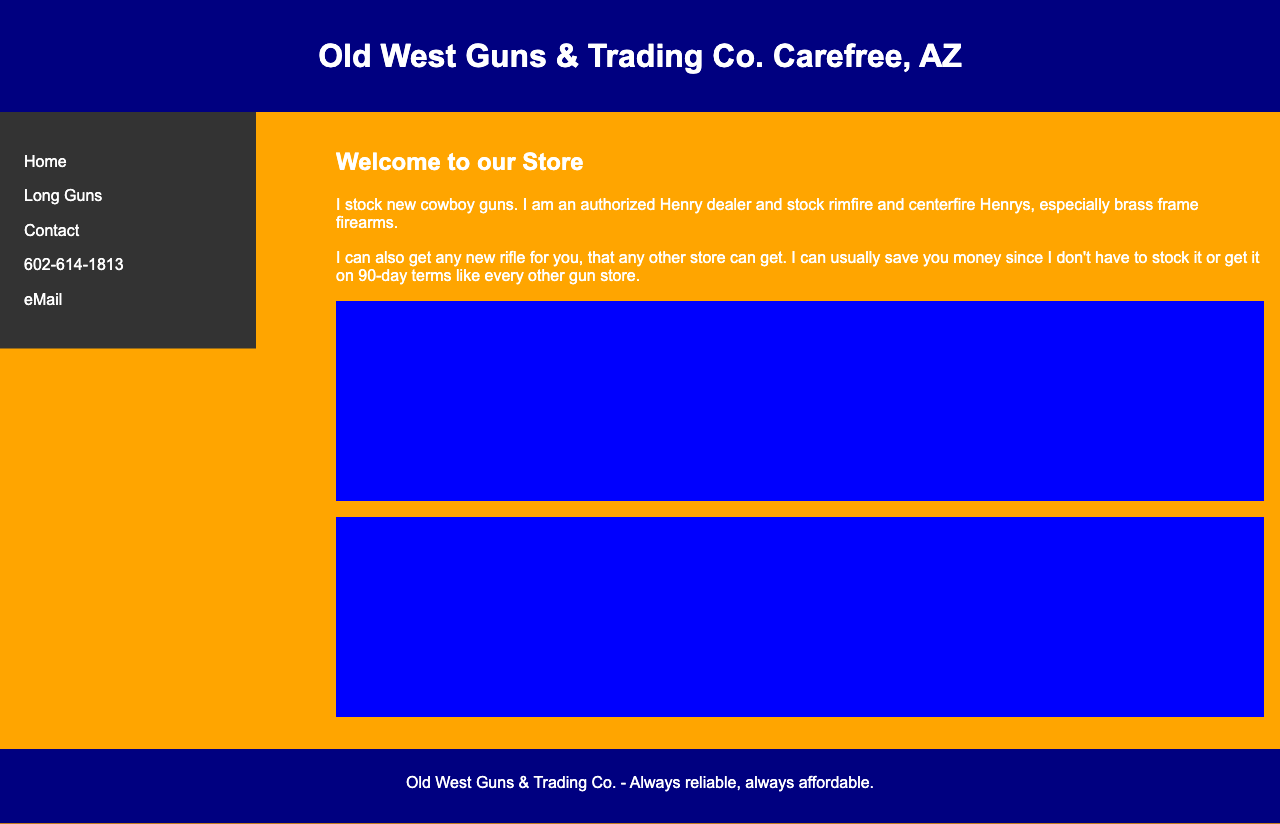 Old West Guns & Trading Co. Carefree, AZ
Home
Long Guns
Contact
602-614-1813
eMail
Welcome to our Store
I stock new cowboy guns. I am an authorized Henry dealer and stock rimfire and centerfire Henrys, especially brass frame
firearms.
I can also get any new rifle for you, that any other store can get. I can usually save you money since I don't have to stock it or get it
on 90-day terms like every other gun store.
Old West Guns & Trading Co. - Always reliable, always affordable.